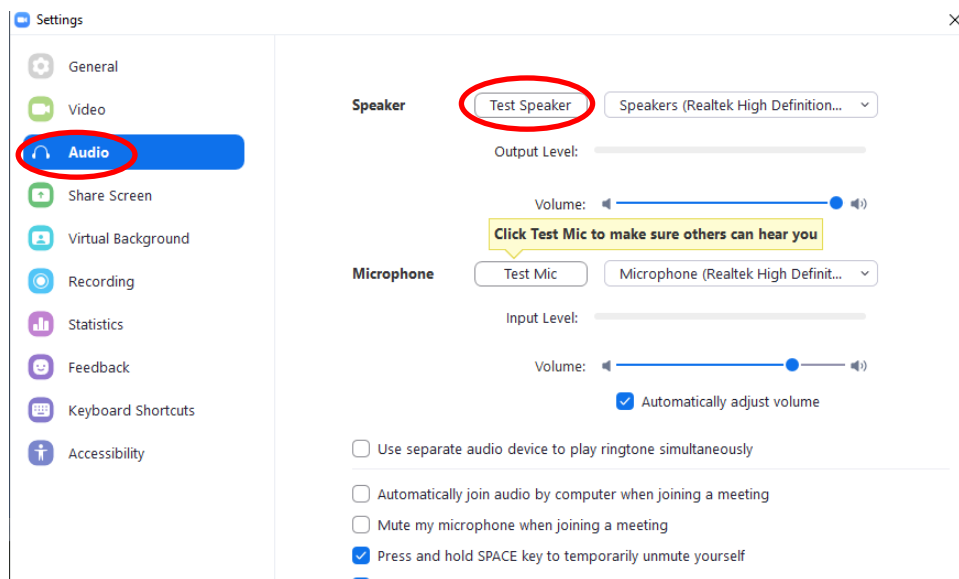 Settings
General
Video
Audio
Share Screen
Virtual Background
Recording
Statistics
Feedback
Keyboard Shortcuts
Accessibility
Speaker
Test Speaker
Speakers (Realtek High Definition...
Output Level:
Volume:
Click Test Mic to make sure others can hear you
Microphone
Test Mic
Microphone (Realtek High Definit...
Input Level:
Volume:
Automatically adjust volume
Use separate audio device to play ringtone simultaneously
Automatically join audio by computer when joining a meeting
Mute my microphone when joining a meeting
Press and hold SPACE key to temporarily unmute yourself